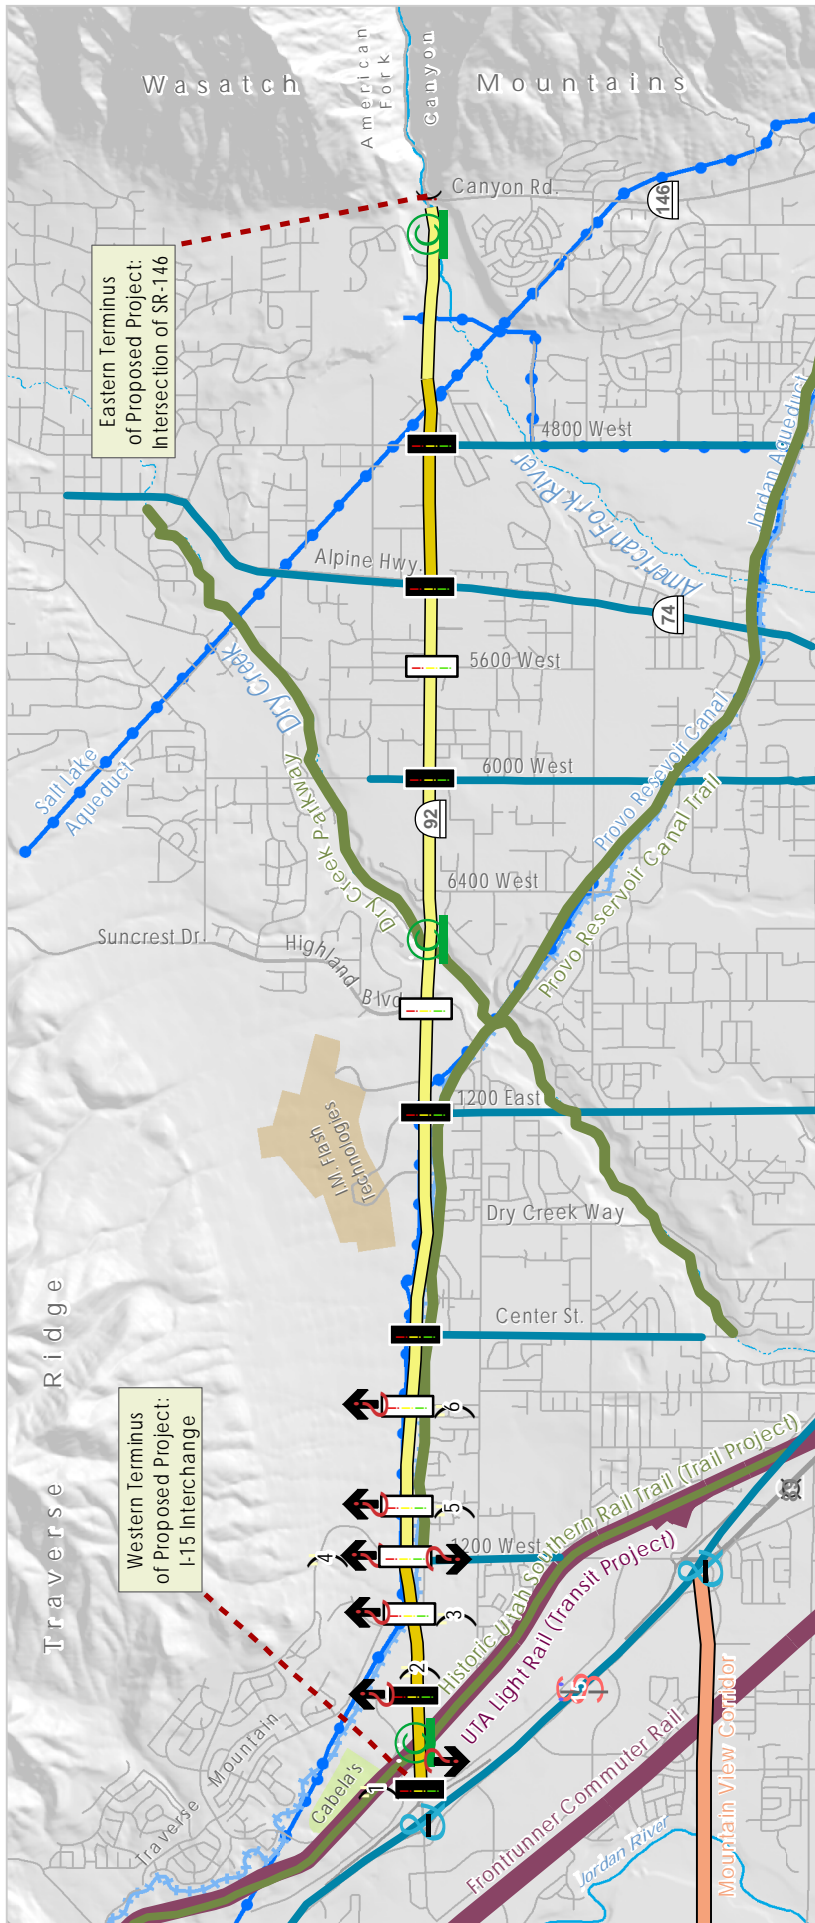 Wasatch
Mountains
American
Fork
Canyon
Canyon Rd.
146
Eastern Terminus
of Proposed Project:
Intersection of SR-146
4800 West
Jordan Aqueduct
American Fork River
Alpine Hwy.
74
5600 West
Dry Creek
6000 West
Salt Lake
Aqueduct
92
Provo Resevoir Canal
Provo Reservoir Canal Trail
Dry Creek Parkway
6400 West
Suncrest Dr.
Highland Blvd
1200 East
I.M. Flash
Technologies
Dry Creek Way
Center St.
Traverse Ridge
Western Terminus
of Proposed Project:
I-15 Interchange
6
5
4
1200 West
3
2
1
Historic Utah Southern Rail Trail (Trail Project)
UTA Light Rail (Transit Project)
89
15
Traverse Mountain
Cabela's
Frontrunner Commuter Rail
Mountain View Corridor
Jordan River